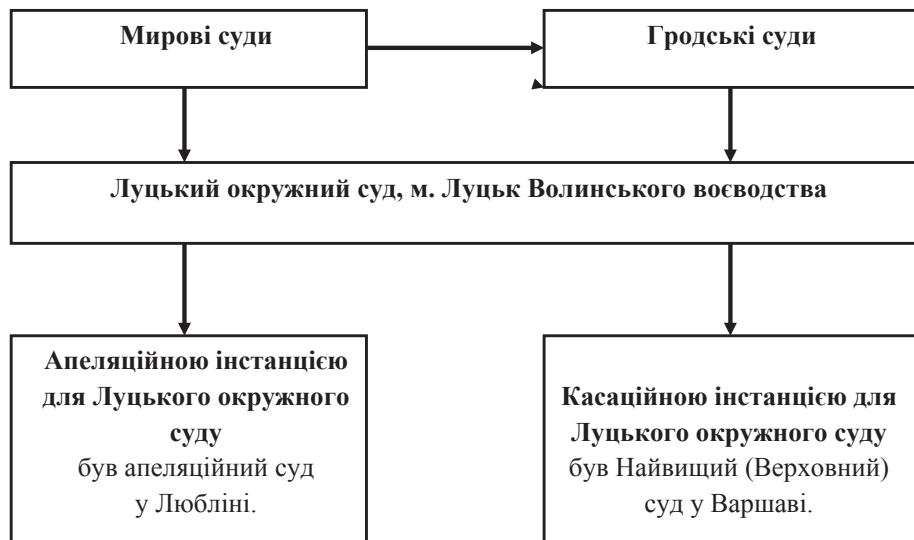 Мирові суди
Гродські суди
Луцький окружний суд, м. Луцьк Волинського воєводства
Апеляційною інстанцією
для Луцького окружного
суду
був апеляційний суд
у Любліні.
Касаційною інстанцією для
Луцького окружного суду
був Найвищий (Верховний)
суд у Варшаві.